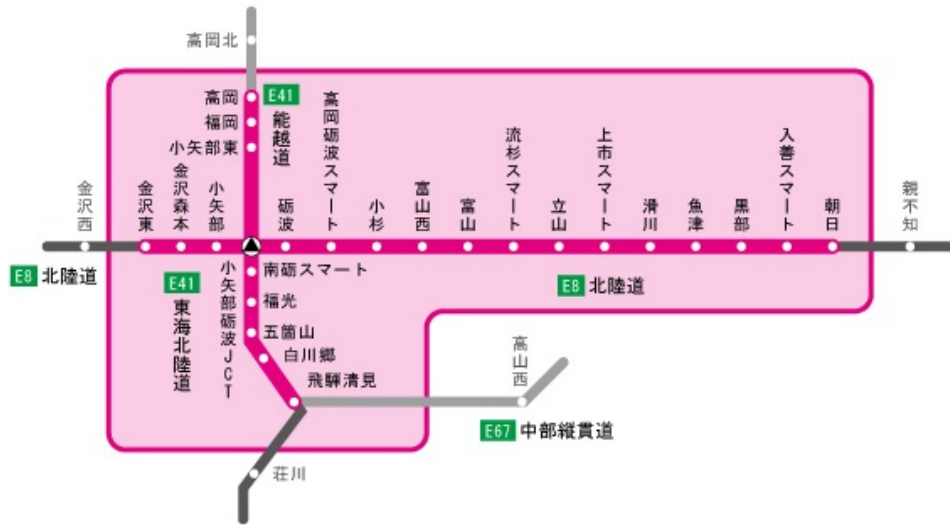 高岡北
高岡
E41
能越道
福岡
小矢部東
金沢西
金沢東
金沢森本
小矢部
砺波
高岡砺波スマート
小杉
富山西
富山
流杉スマート
立山
上市スマート
滑川
魚津
黒部
入善スマート
朝日
親不知
E8 北陸道
E41
東海北陸道
小矢部砺波JCT
南砺スマート
E8 北陸道
福光
五箇山
白川郷
飛騨清見
高山西
E67 中部縦貫道
荘川